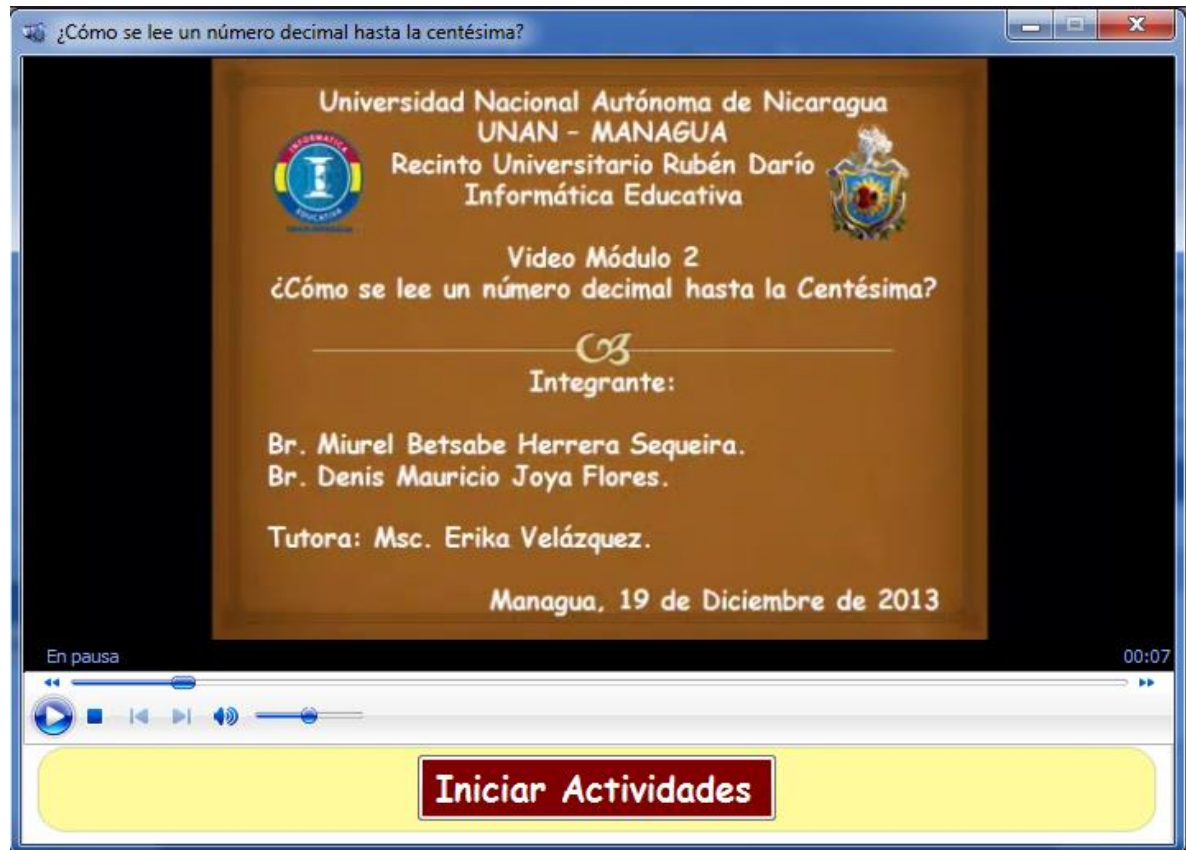 ¿Cómo se lee un número decimal hasta la centésima?
Universidad Nacional Autónoma de Nicaragua
UNAN - MANAGUA
Recinto Universitario Rubén Darío
Informática Educativa
INFORMATICA
EDUCATIVA
Video Módulo 2
¿Cómo se lee un número decimal hasta la Centésima?
Integrante:
Br. Miurel Betsabe Herrera Sequeira.
Br. Denis Mauricio Joya Flores.
Tutora: Msc. Erika Velázquez.
Managua, 19 de Diciembre de 2013
En pausa
00:07
Iniciar Actividades